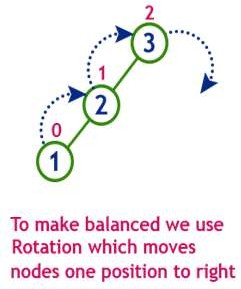 2
3
1
2
0
1
To make balanced we use
Rotation which moves
nodes one position to right